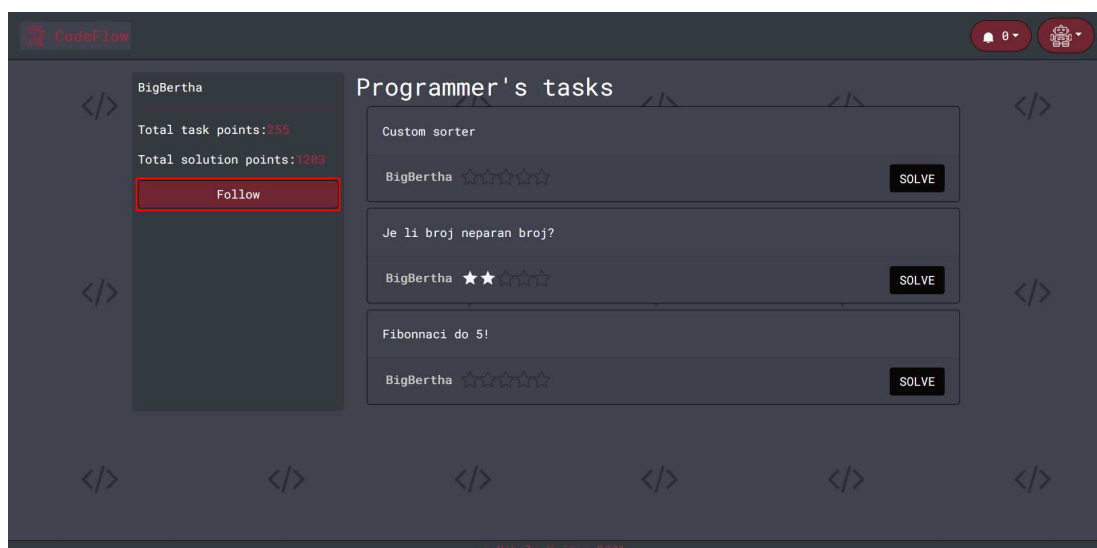 CodeFlow
0
BigBertha
Total task points:255
Total solution points:1203
Follow
Programmer's tasks
Custom sorter
BigBertha
SOLVE
Je li broj neparan broj?
BigBertha
SOLVE
Fibonnaci do 5!
BigBertha
SOLVE